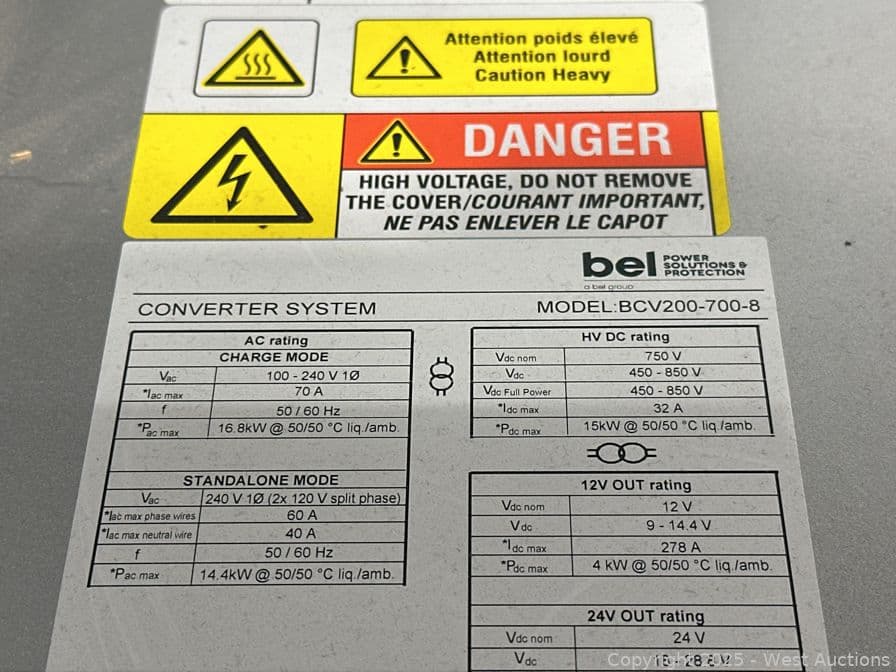 Attention poids élevé
Attention lourd
Caution Heavy
DANGER
HIGH VOLTAGE, DO NOT REMOVE
THE COVER/COURANT IMPORTANT,
NE PAS ENLEVER LE CAPOT
bel POWER
SOLUTIONS &
PROTECTION
a bel group
CONVERTER SYSTEM
MODEL:BCV200-700-8
AC rating
CHARGE MODE
Vac 100 - 240 V 1Ø
*Iac max 70 A
f 50 / 60 Hz
*Pac max 16.8kW @ 50/50 °C liq./amb.
STANDALONE MODE
Vac 240 V 1Ø (2x 120 V split phase)
*Iac max phase wires 60 A
*Iac max neutral wire 40 A
f 50 / 60 Hz
*Pac max 14.4kW @ 50/50 °C liq./amb.
HV DC rating
Vdc nom 750 V
Vdc 450 - 850 V
Vdc Full Power 450 - 850 V
*Idc max 32 A
*Pdc max 15kW @ 50/50 °C liq./amb.
12V OUT rating
Vdc nom 12 V
Vdc 9 - 14.4 V
*Idc max 278 A
*Pdc max 4 kW @ 50/50 °C liq./amb.
24V OUT rating
Vdc nom 24 V
Vdc
Copyright 2025 - West Auctions